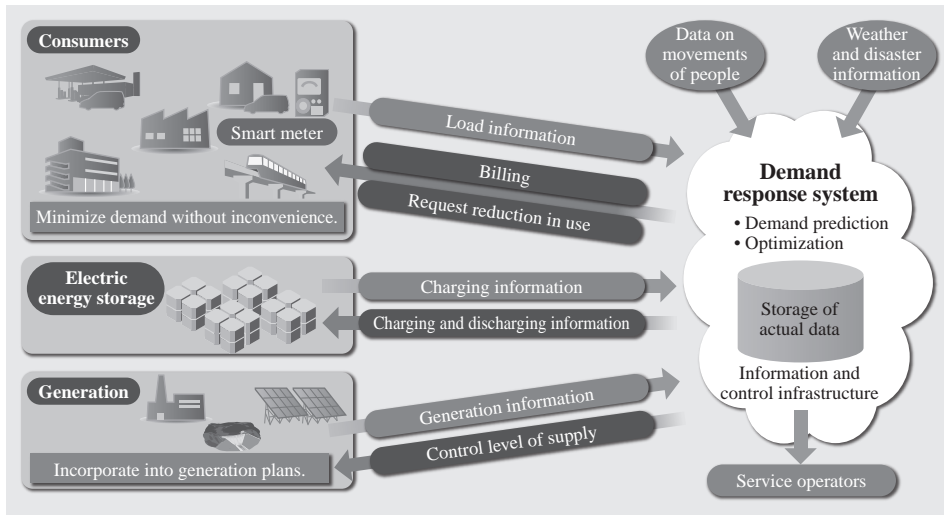 Consumers
Smart meter
Minimize demand without inconvenience.
Load information
Billing
Request reduction in use
Electric
energy storage
Charging information
Charging and discharging information
Generation
Incorporate into generation plans.
Generation information
Control level of supply
Data on
movements
of people
Weather
and disaster
information
Demand
response system
• Demand prediction
• Optimization
Storage of
actual data
Information and
control infrastructure
Service operators